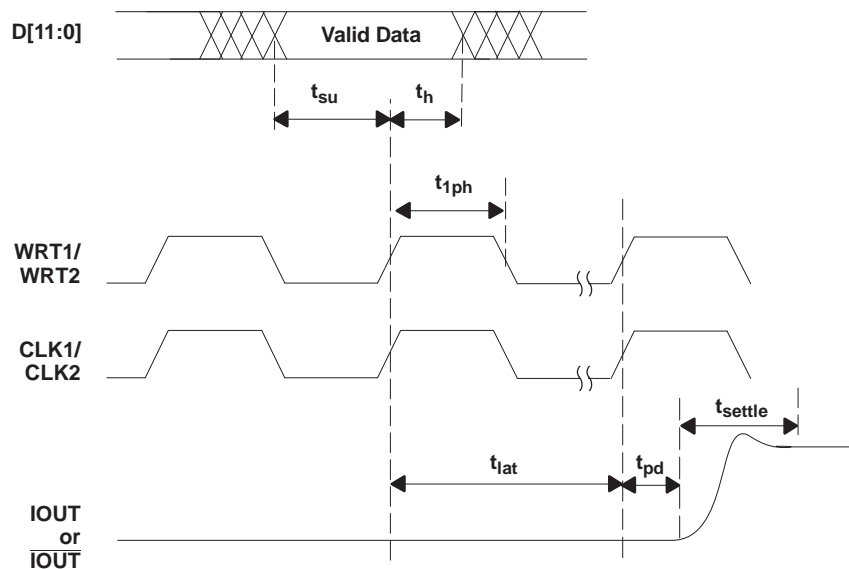 D[11:0]
Valid Data
tsu
th
t1ph
WRT1/
WRT2
CLK1/
CLK2
tsettle
tlat
tpd
IOUT
or
IOUT